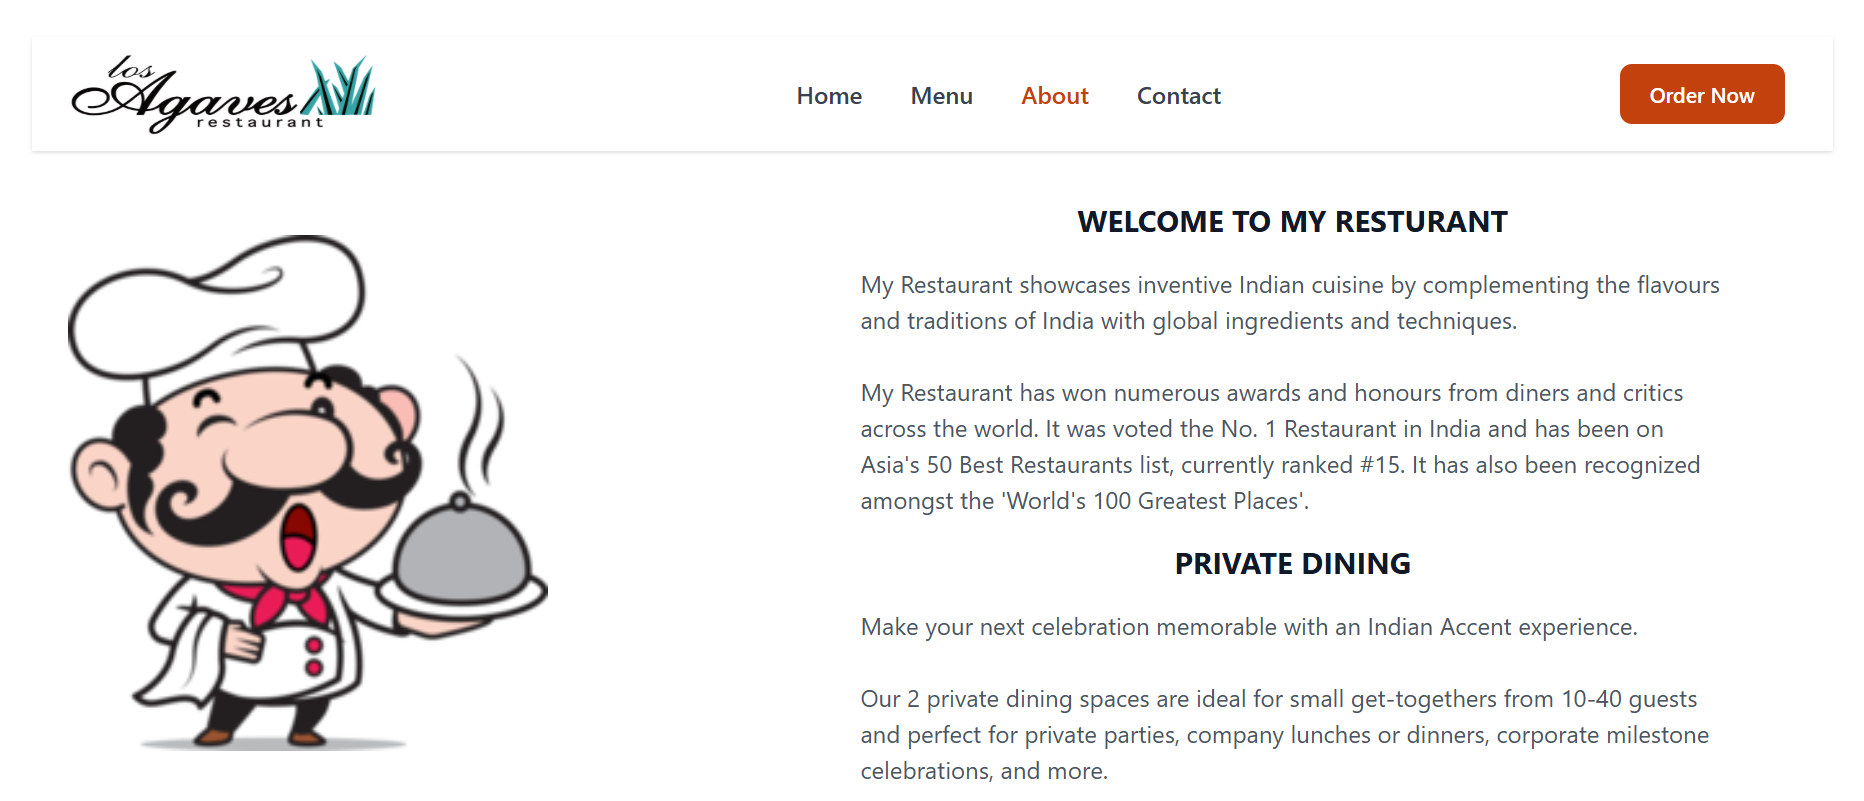 los
Agaves
restaurant
Home Menu About Contact
Order Now
WELCOME TO MY RESTURANT
My Restaurant showcases inventive Indian cuisine by complementing the flavours
and traditions of India with global ingredients and techniques.
My Restaurant has won numerous awards and honours from diners and critics
across the world. It was voted the No. 1 Restaurant in India and has been on
Asia's 50 Best Restaurants list, currently ranked #15. It has also been recognized
amongst the 'World's 100 Greatest Places'.
PRIVATE DINING
Make your next celebration memorable with an Indian Accent experience.
Our 2 private dining spaces are ideal for small get-togethers from 10-40 guests
and perfect for private parties, company lunches or dinners, corporate milestone
celebrations, and more.